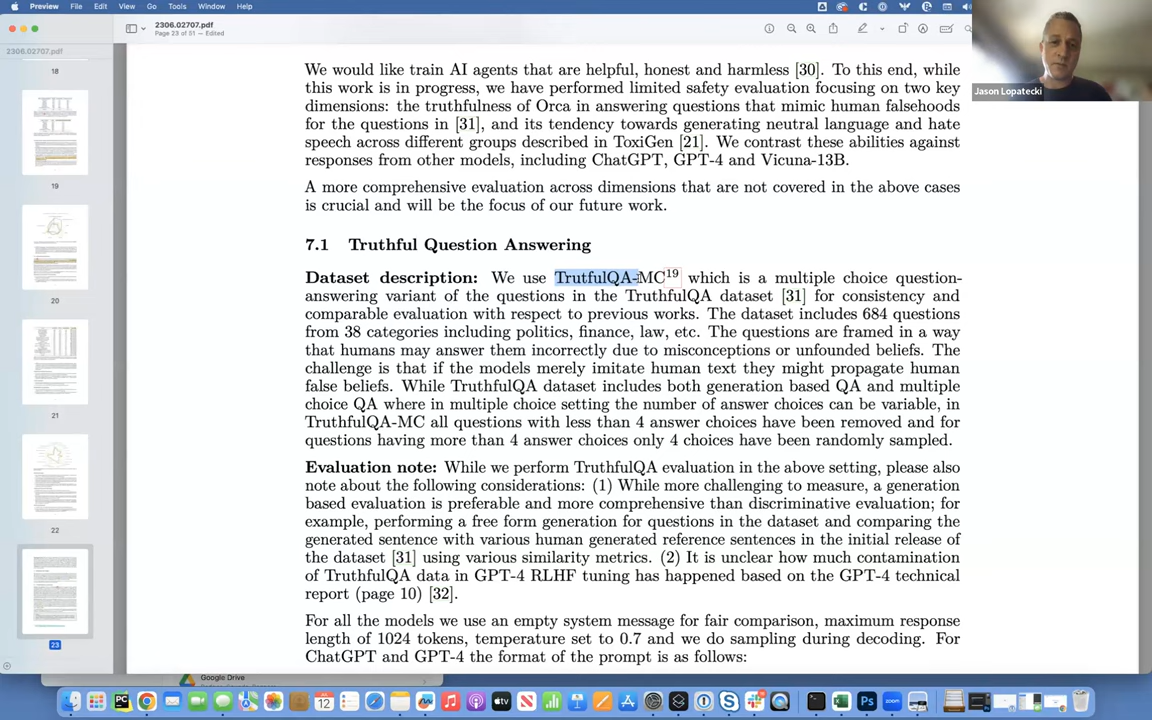 Preview File Edit View Go Tools Window Help
2306.02707.pdf
Page 23 of 51 – Edited
Jason Lopatecki
2306.02707.pdf
18
19
20
21
22
23
We would like train AI agents that are helpful, honest and harmless [30]. To this end, while
this work is in progress, we have performed limited safety evaluation focusing on two key
dimensions: the truthfulness of Orca in answering questions that mimic human falsehoods
for the questions in [31], and its tendency towards generating neutral language and hate
speech across different groups described in ToxiGen [21]. We contrast these abilities against
responses from other models, including ChatGPT, GPT-4 and Vicuna-13B.
A more comprehensive evaluation across dimensions that are not covered in the above cases
is crucial and will be the focus of our future work.
7.1 Truthful Question Answering
Dataset description: We use TrutfulQA-MC19 which is a multiple choice question-
answering variant of the questions in the TruthfulQA dataset [31] for consistency and
comparable evaluation with respect to previous works. The dataset includes 684 questions
from 38 categories including politics, finance, law, etc. The questions are framed in a way
that humans may answer them incorrectly due to misconceptions or unfounded beliefs. The
challenge is that if the models merely imitate human text they might propagate human
false beliefs. While TruthfulQA dataset includes both generation based QA and multiple
choice QA where in multiple choice setting the number of answer choices can be variable, in
TruthfulQA-MC all questions with less than 4 answer choices have been removed and for
questions having more than 4 answer choices only 4 choices have been randomly sampled.
Evaluation note: While we perform TruthfulQA evaluation in the above setting, please also
note about the following considerations: (1) While more challenging to measure, a generation
based evaluation is preferable and more comprehensive than discriminative evaluation; for
example, performing a free form generation for questions in the dataset and comparing the
generated sentence with various human generated reference sentences in the initial release of
the dataset [31] using various similarity metrics. (2) It is unclear how much contamination
of TruthfulQA data in GPT-4 RLHF tuning has happened based on the GPT-4 technical
report (page 10) [32].
For all the models we use an empty system message for fair comparison, maximum response
length of 1024 tokens, temperature set to 0.7 and we do sampling during decoding. For
ChatGPT and GPT-4 the format of the prompt is as follows:
Google Drive
12
tv
zoom